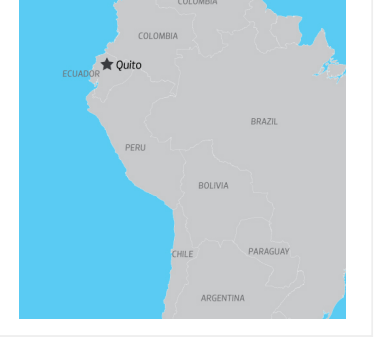 COLOMBIA
COLOMBIA
Quito
ECUADOR
BRAZIL
PERU
BOLIVIA
CHILE
PARAGUAY
ARGENTINA